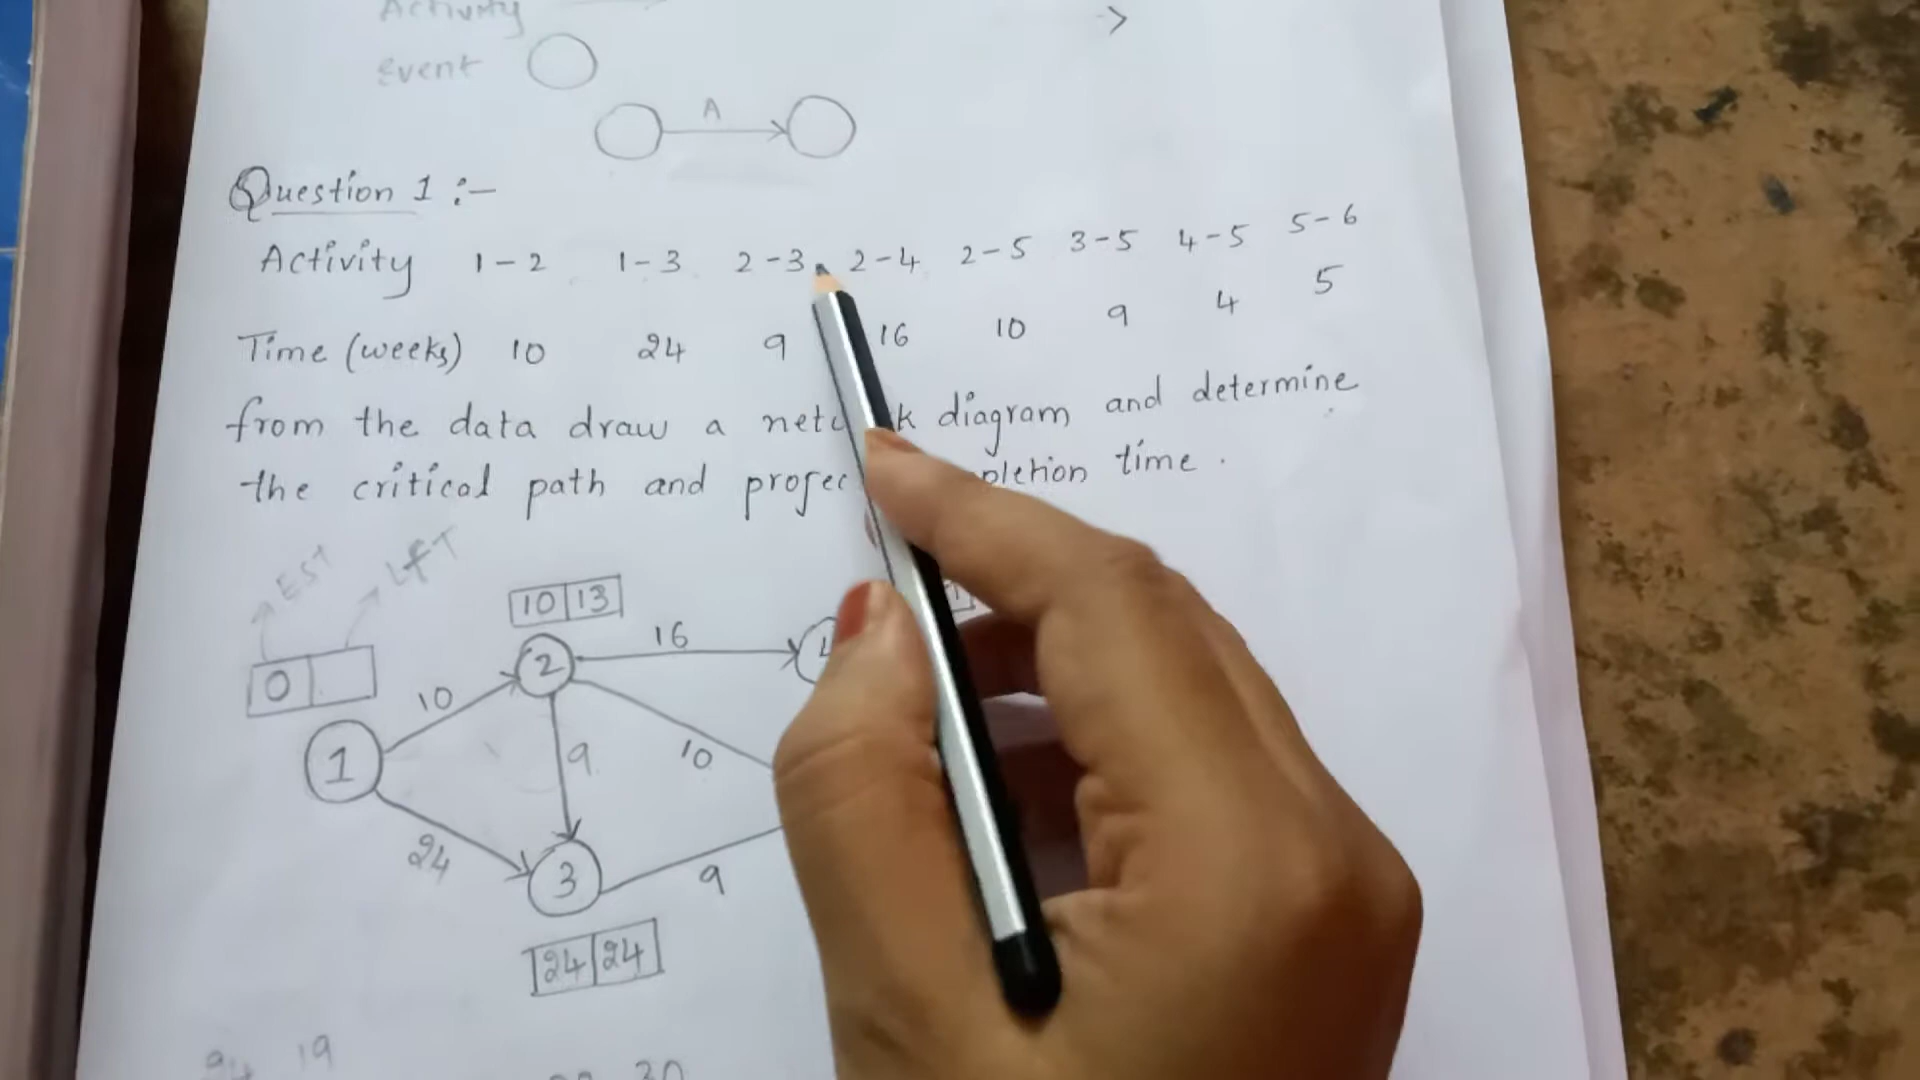 Activity
Event
A
Question 1 :-
Activity 1-2 1-3 2-3 2-4 2-5 3-5 4-5 5-6
Time (weeks) 10 24 9 16 10 9 4 5
from the data draw a diagram and determine
the critical path and time.
EST LFT
10 13
0
16
2
10
1
9
10
24
3
9
24 24
19
30